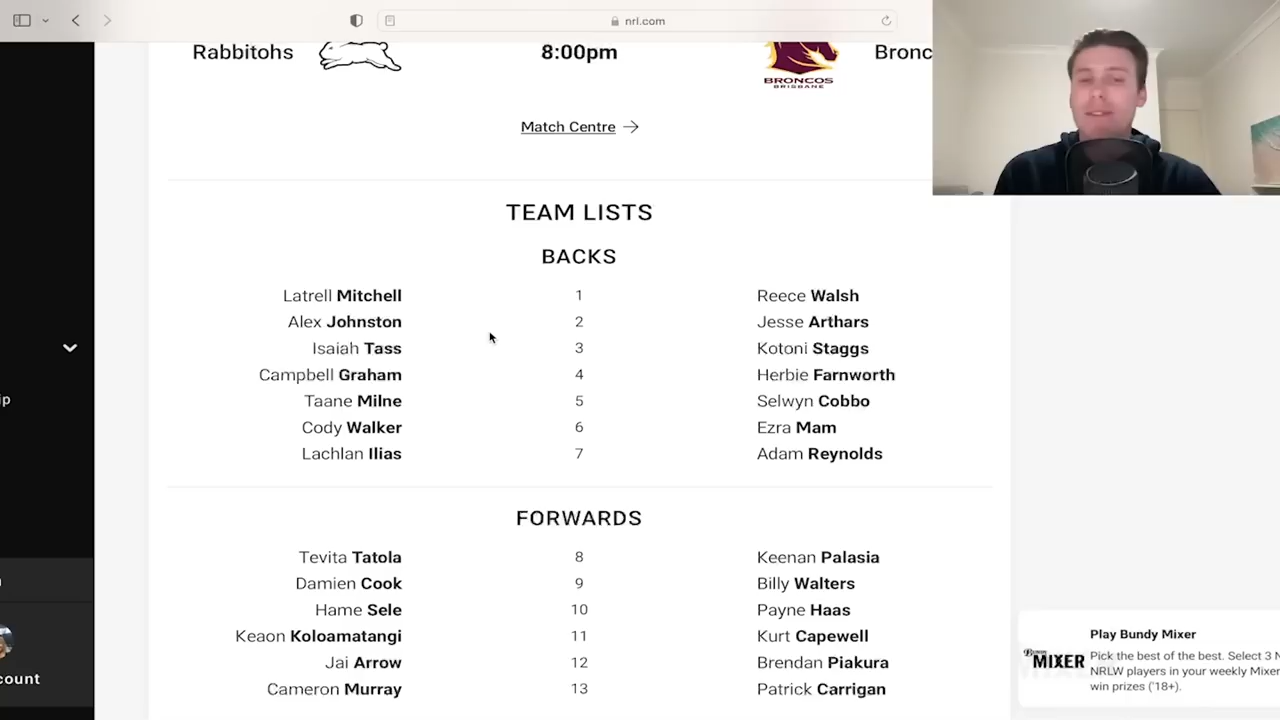 nrl.com
Rabbitohs 8:00pm Bronc
BRONCOS
BRISBANE
Match Centre
TEAM LISTS
BACKS
Latrell Mitchell 1 Reece Walsh
Alex Johnston 2 Jesse Arthars
Isaiah Tass 3 Kotoni Staggs
Campbell Graham 4 Herbie Farnworth
Taane Milne 5 Selwyn Cobbo
Cody Walker 6 Ezra Mam
Lachlan Ilias 7 Adam Reynolds
FORWARDS
Tevita Tatola 8 Keenan Palasia
Damien Cook 9 Billy Walters
Hame Sele 10 Payne Haas
Keaon Koloamatangi 11 Kurt Capewell
Jai Arrow 12 Brendan Piakura
Cameron Murray 13 Patrick Carrigan
ip
count
Play Bundy Mixer
MIXER
Pick the best of the best. Select 3 N
NRLW players in your weekly Mixer
win prizes ('18+).